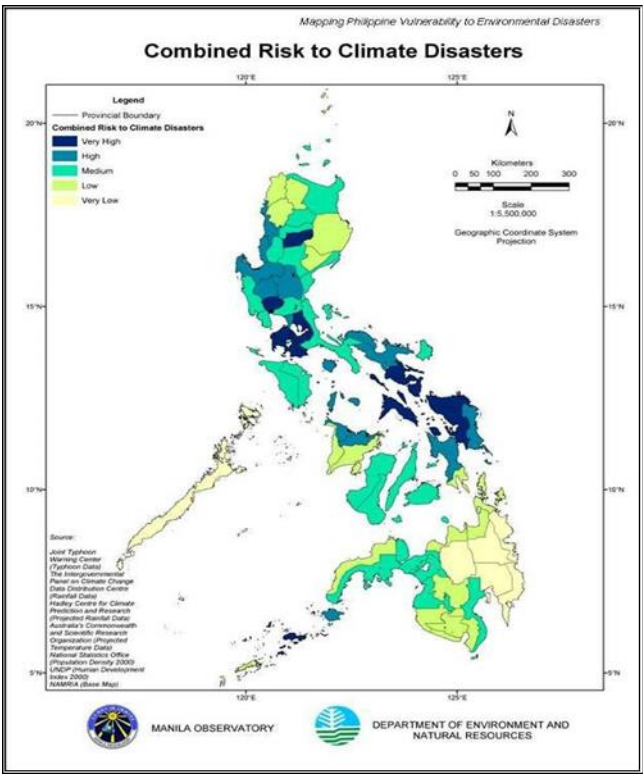 Mapping Philippine Vulnerability to Environmental Disasters
Combined Risk to Climate Disasters
120°E
125°E
Legend
Provincial Boundary
Combined Risk to Climate Disasters
Very High
High
Medium
Low
Very Low
N
Kilometers
0 50 100 200 300
Scale
1:5,500,000
Geographic Coordinate System
Projection
20°N
20°N
15°N
15°N
10°N
10°N
5°N
5°N
Source:
Joint Typhoon
Warning Center
(Typhoon Data)
The Intergovernmental
Panel on Climate Change
Data Distribution Centre
(Rainfall Data)
Hadley Centre for Climate
Prediction and Research
(Projected Rainfall Data)
Australia's Commonwealth
and Scientific Research
Organization (Projected
Temperature Data)
National Statistics Office
(Population Density 2000)
UNDP (Human Development
Index 2000)
NAMRIA (Base Map)
120°E
125°E
MANILA OBSERVATORY
DEPARTMENT OF ENVIRONMENT AND
NATURAL RESOURCES